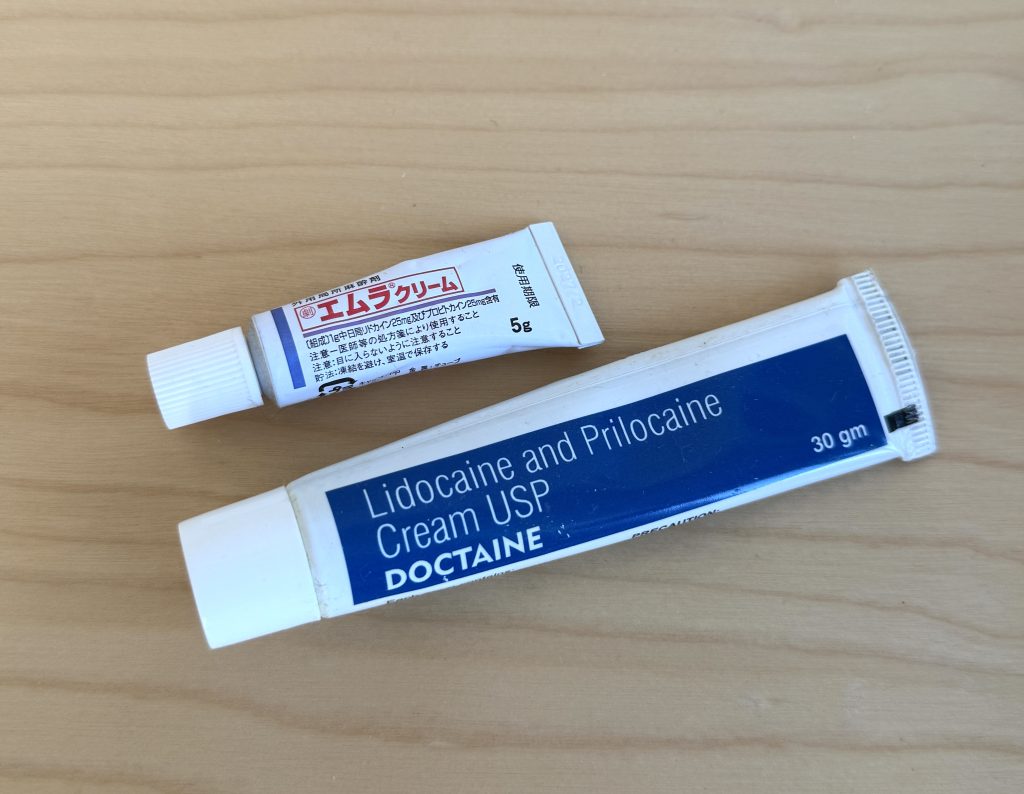 外用局所麻酔剤
劇 エムラ®クリーム
〔組成〕1g中日局リドカイン25mg及びプロピトカイン25mg含有
注意－医師等の処方箋により使用すること
注意：目に入らないように注意すること
貯法：凍結を避け、室温で保存する
使用期限
5g
Lidocaine and Prilocaine
Cream USP
DOCTAINE
30 gm
PRECAUTION: